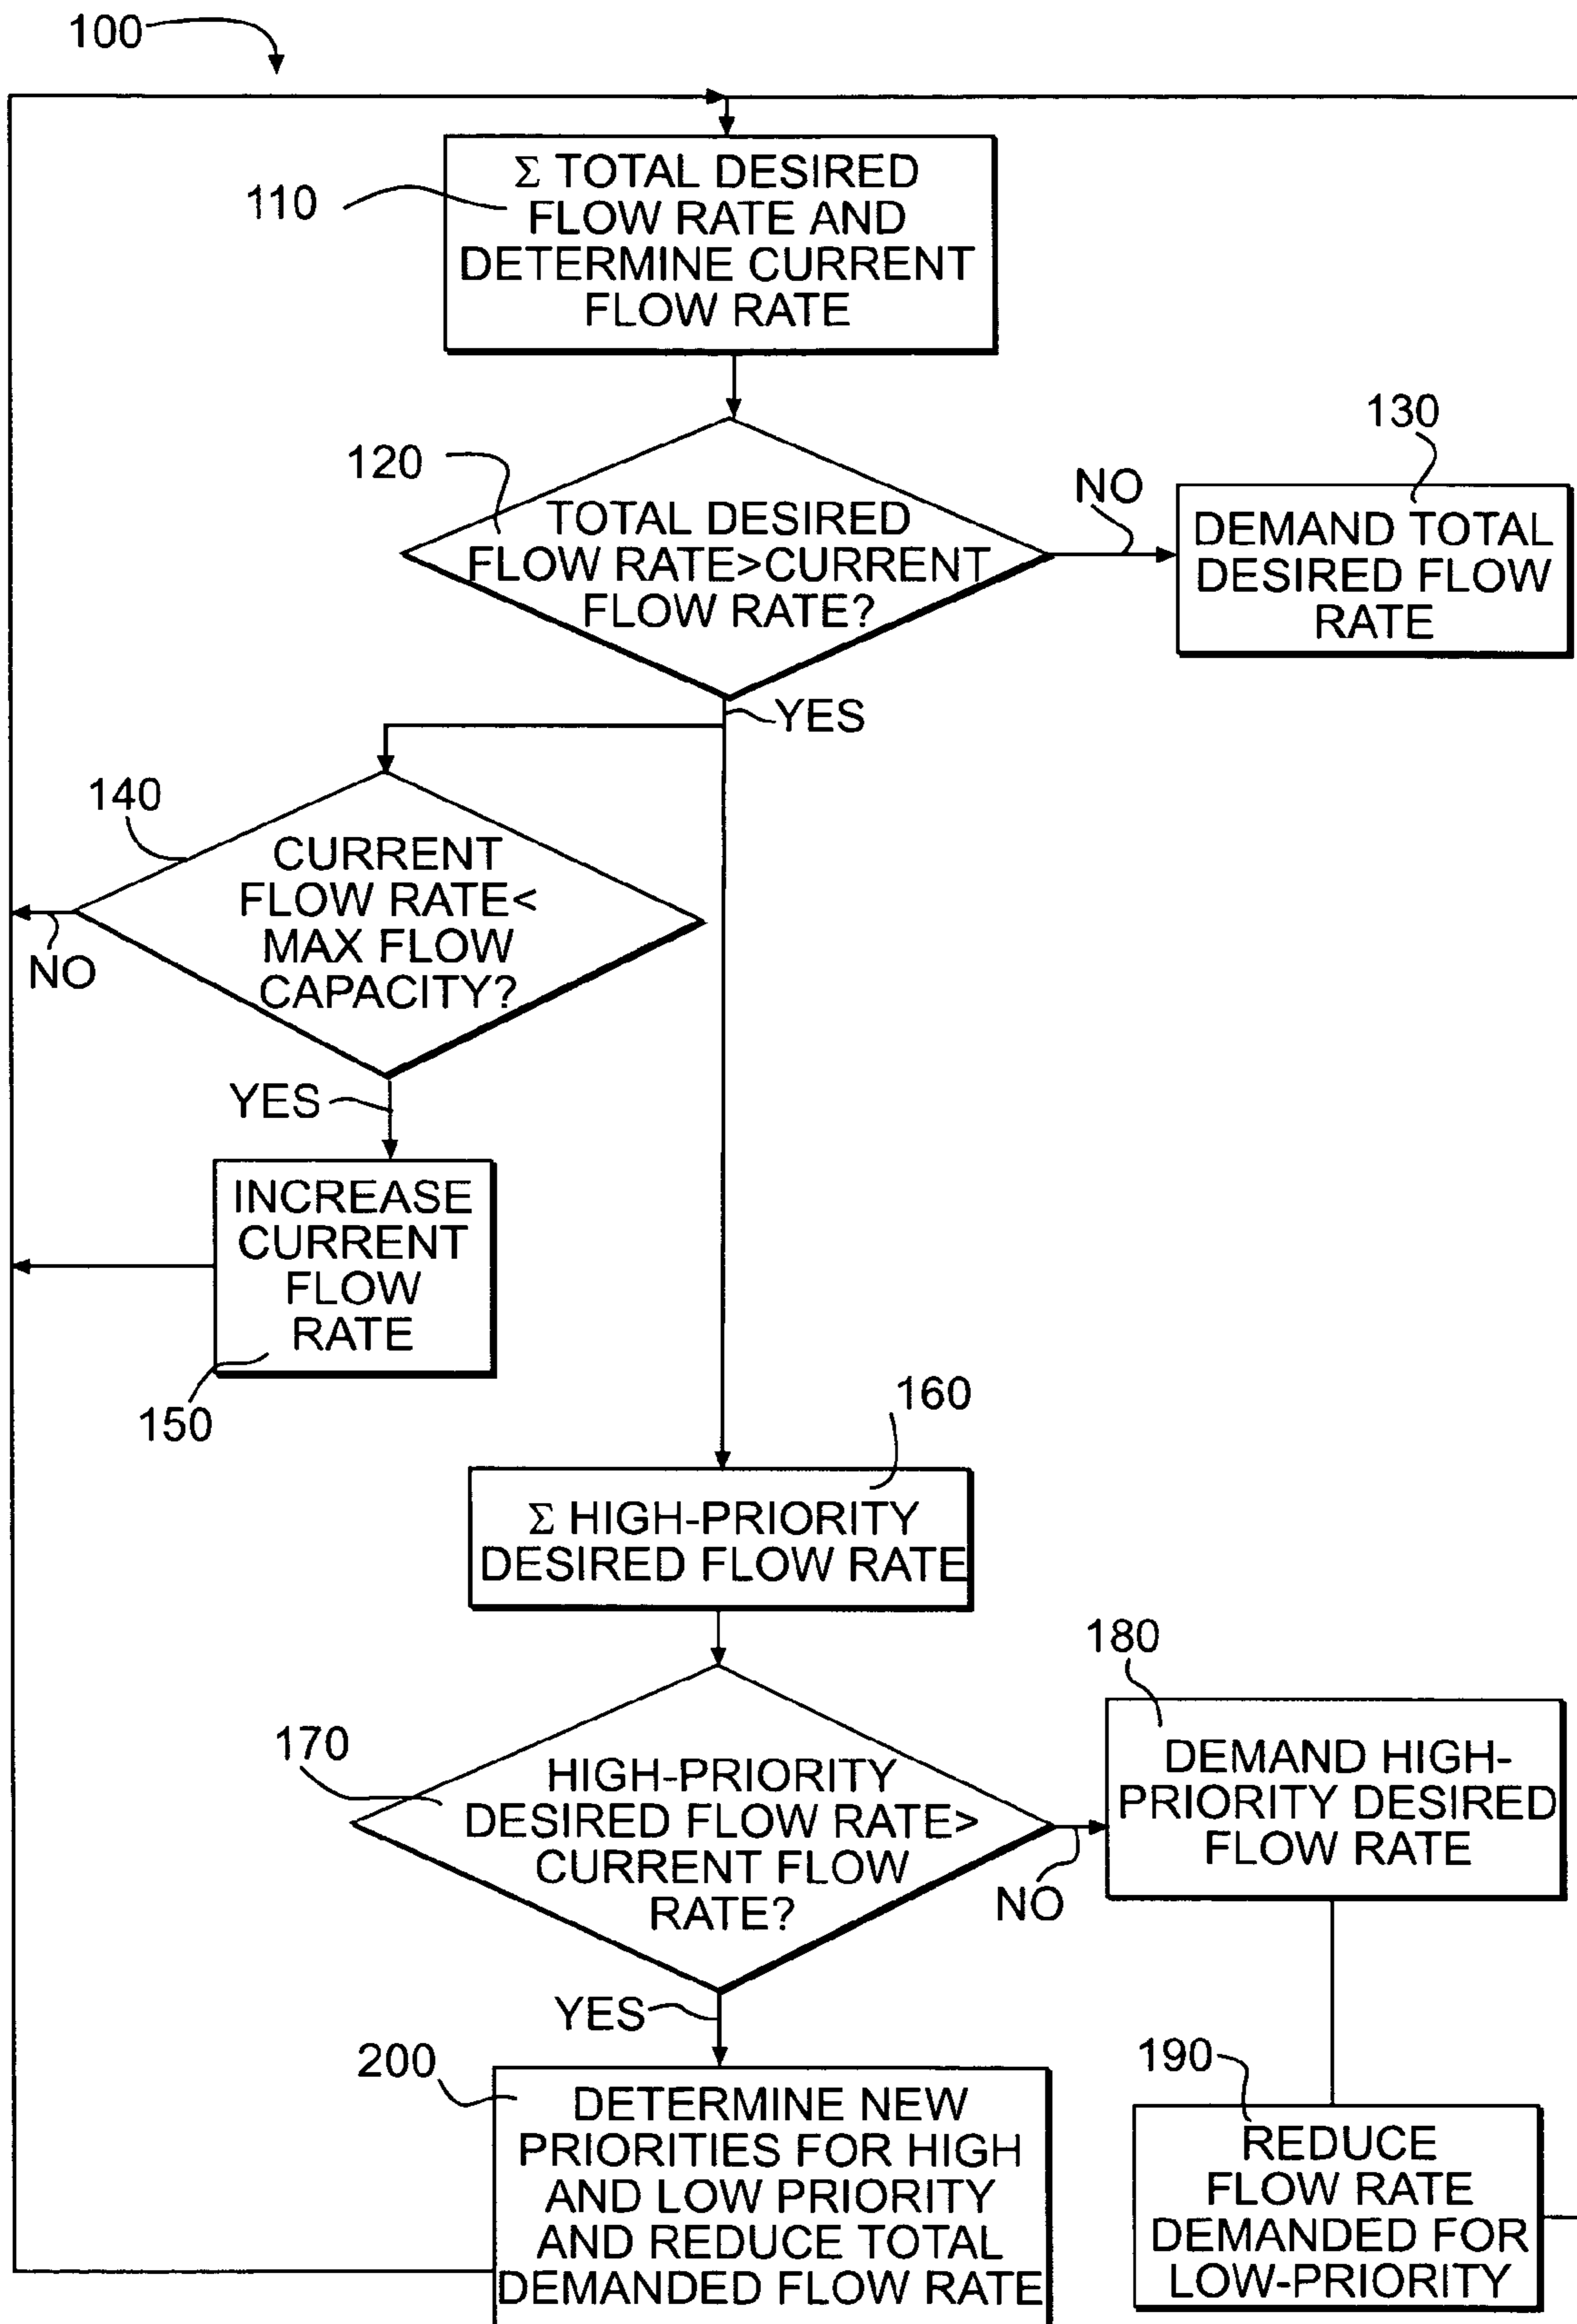 100
110
Σ TOTAL DESIRED
FLOW RATE AND
DETERMINE CURRENT
FLOW RATE
120
TOTAL DESIRED
FLOW RATE>CURRENT
FLOW RATE?
NO
130
DEMAND TOTAL
DESIRED FLOW
RATE
YES
140
CURRENT
FLOW RATE<
MAX FLOW
CAPACITY?
NO
YES
INCREASE
CURRENT
FLOW
RATE
150
160
Σ HIGH-PRIORITY
DESIRED FLOW RATE
170
HIGH-PRIORITY
DESIRED FLOW RATE>
CURRENT FLOW
RATE?
NO
180
DEMAND HIGH-
PRIORITY DESIRED
FLOW RATE
YES
200
DETERMINE NEW
PRIORITIES FOR HIGH
AND LOW PRIORITY
AND REDUCE TOTAL
DEMANDED FLOW RATE
190
REDUCE
FLOW RATE
DEMANDED FOR
LOW-PRIORITY